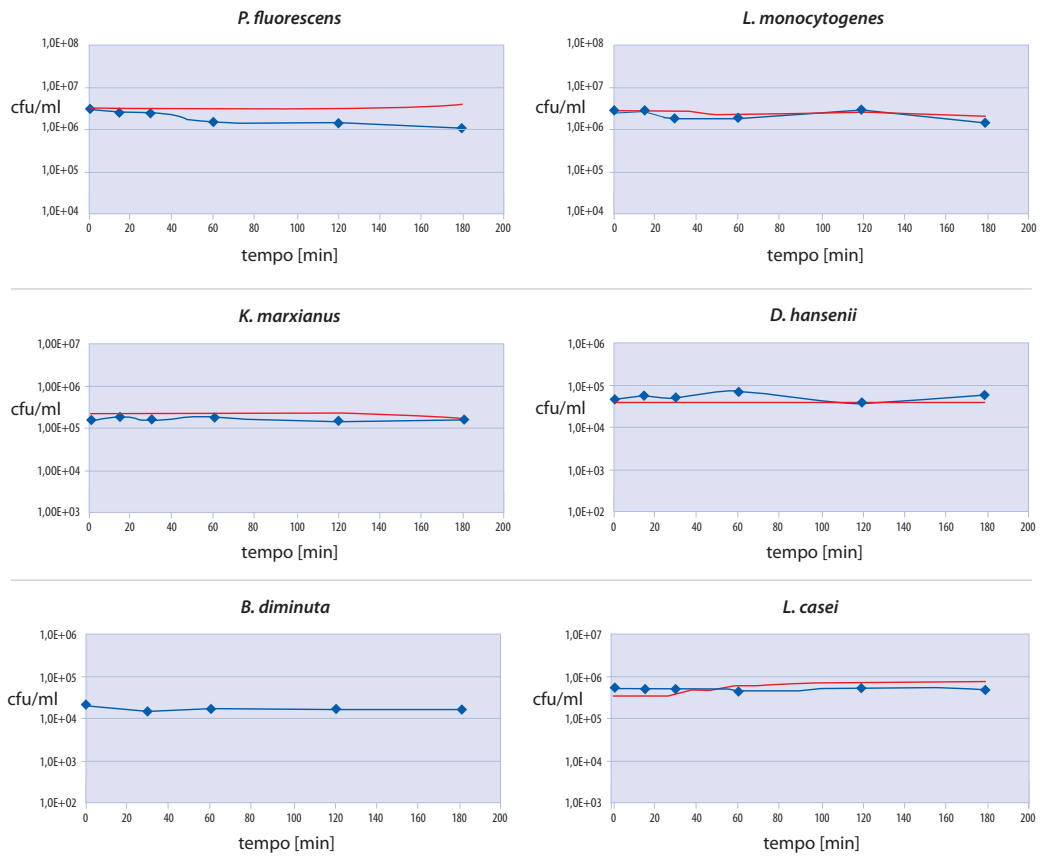 P. fluorescens
1,0E+08
1,0E+07
cfu/ml
1,0E+06
1,0E+05
1,0E+04
0 20 40 60 80 100 120 140 160 180 200
tempo [min]
L. monocytogenes
1,0E+08
1,0E+07
cfu/ml
1,0E+06
1,0E+05
1,0E+04
0 20 40 60 80 100 120 140 160 180 200
tempo [min]
K. marxianus
1,00E+07
1,00E+06
cfu/ml
1,00E+05
1,00E+04
1,00E+03
0 20 40 60 80 100 120 140 160 180 200
tempo [min]
D. hansenii
1,0E+06
1,0E+05
cfu/ml
1,0E+04
1,0E+03
1,0E+02
0 20 40 60 80 100 120 140 160 180 200
tempo [min]
B. diminuta
1,0E+06
1,0E+05
cfu/ml
1,0E+04
1,0E+03
1,0E+02
0 20 40 60 80 100 120 140 160 180 200
tempo [min]
L. casei
1,0E+07
1,0E+06
cfu/ml
1,0E+05
1,0E+04
1,0E+03
0 20 40 60 80 100 120 140 160 180 200
tempo [min]